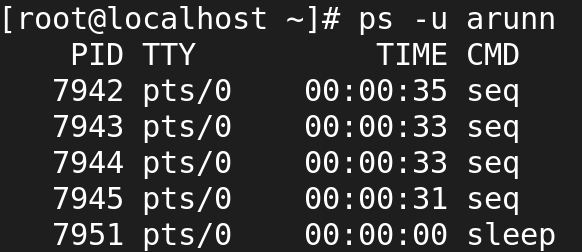 [root@localhost ~]# ps -u arunn
PID TTY TIME CMD
7942 pts/0 00:00:35 seq
7943 pts/0 00:00:33 seq
7944 pts/0 00:00:33 seq
7945 pts/0 00:00:31 seq
7951 pts/0 00:00:00 sleep